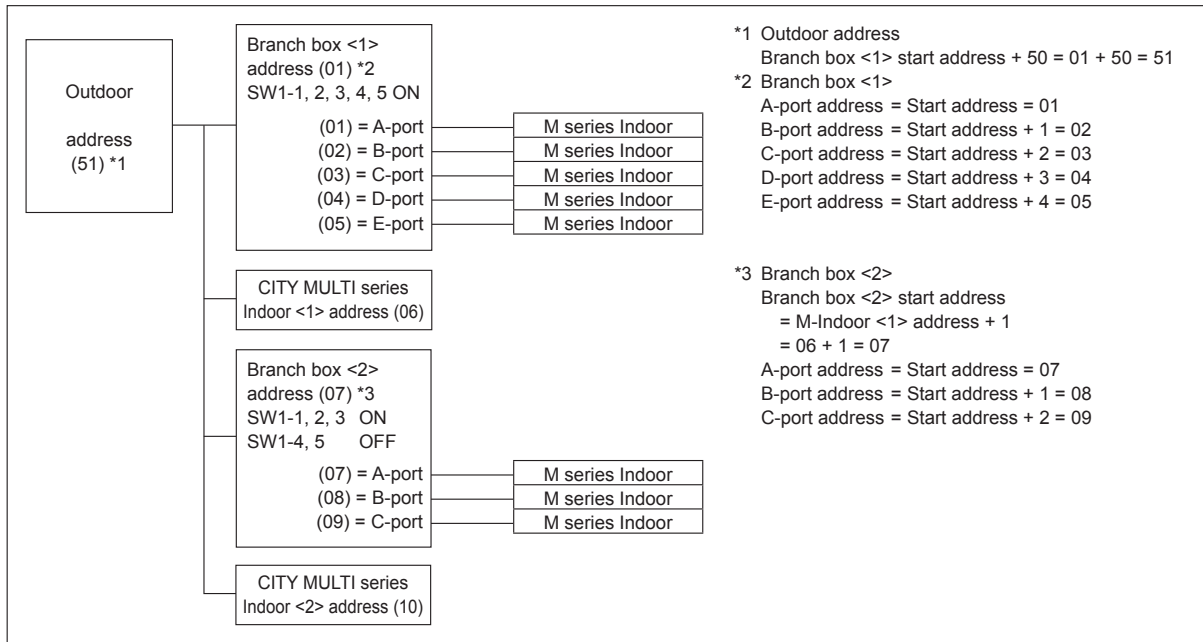 Outdoor
address
(51) *1
Branch box <1>
address (01) *2
SW1-1, 2, 3, 4, 5 ON
(01) = A-port
M series Indoor
(02) = B-port
M series Indoor
(03) = C-port
M series Indoor
(04) = D-port
M series Indoor
(05) = E-port
M series Indoor
CITY MULTI series
Indoor <1> address (06)
Branch box <2>
address (07) *3
SW1-1, 2, 3 ON
SW1-4, 5 OFF
(07) = A-port
M series Indoor
(08) = B-port
M series Indoor
(09) = C-port
M series Indoor
CITY MULTI series
Indoor <2> address (10)
*1 Outdoor address
Branch box <1> start address + 50 = 01 + 50 = 51
*2 Branch box <1>
A-port address = Start address = 01
B-port address = Start address + 1 = 02
C-port address = Start address + 2 = 03
D-port address = Start address + 3 = 04
E-port address = Start address + 4 = 05
*3 Branch box <2>
Branch box <2> start address
= M-Indoor <1> address + 1
= 06 + 1 = 07
A-port address = Start address = 07
B-port address = Start address + 1 = 08
C-port address = Start address + 2 = 09